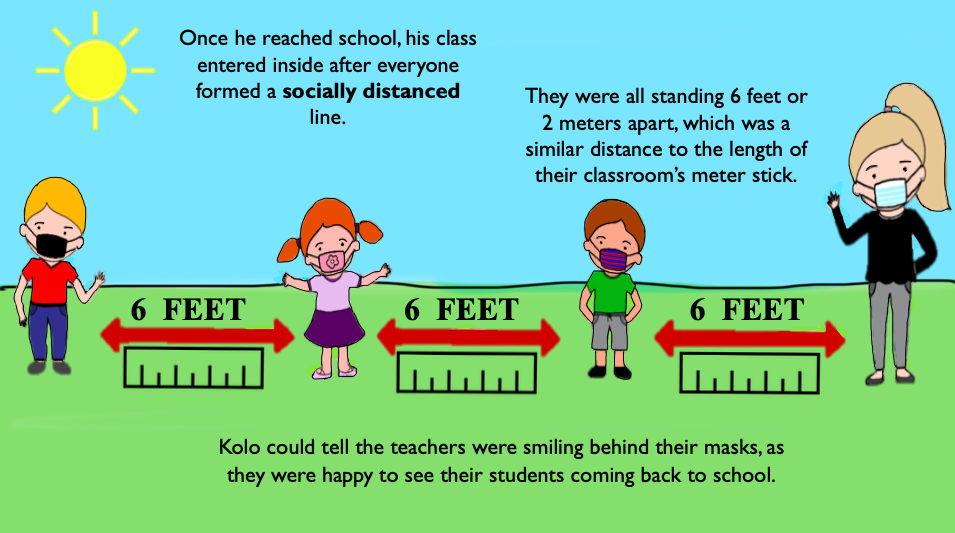 Once he reached school, his class
entered inside after everyone
formed a socially distanced
line.
They were all standing 6 feet or
2 meters apart, which was a
similar distance to the length of
their classroom's meter stick.
6 FEET
6 FEET
6 FEET
Kolo could tell the teachers were smiling behind their masks, as
they were happy to see their students coming back to school.